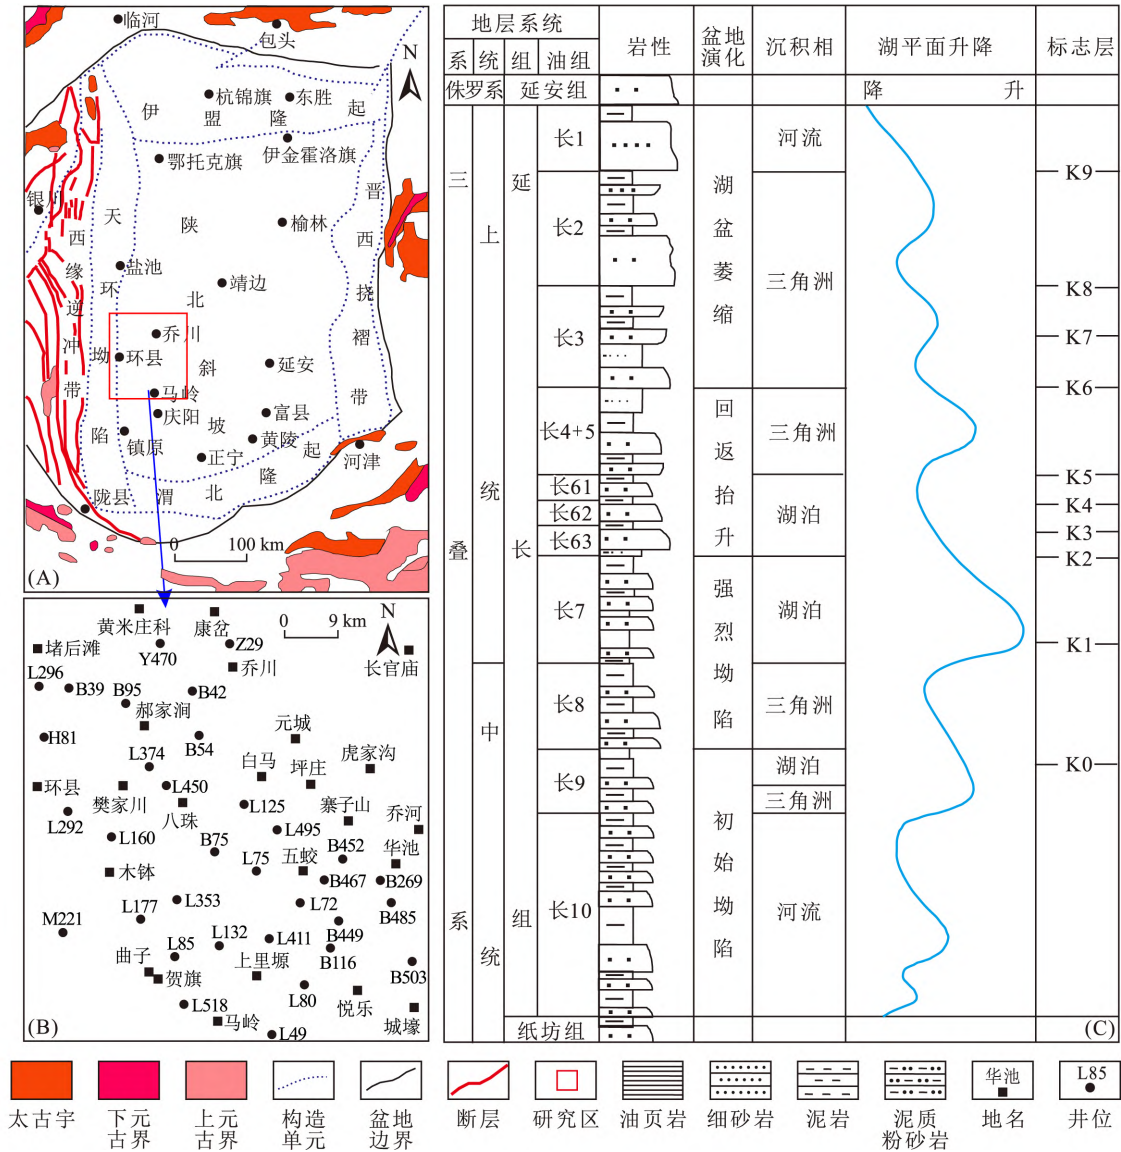 临河
包头
N
杭锦旗
东胜
伊
盟
隆
起
伊金霍洛旗
鄂托克旗
银川
天
陕
榆林
晋
西
西
缘
盐池
靖边
环
北
挠
逆
乔川
褶
冲
坳
环县
斜
延安
带
马岭
带
庆阳
富县
陷
镇原
坡
黄陵
起
河津
正宁
隆
陇县
渭
北
0 100 km
(A)
黄米庄科
康岔
0 9 km
N
堵后滩
Y470
Z29
乔川
长官庙
L296
B39
B95
B42
郝家涧
H81
B54
元城
L374
白马
坪庄
虎家沟
环县
樊家川
L450
八珠
L125
寨子山
乔河
L292
L160
B75
L495
B452
华池
木钵
L75
五蛟
B467
B269
L353
L72
B485
M221
L177
B449
L132
L411
B116
曲子
L85
上里塬
B503
贺旗
L80
悦乐
L518
马岭
城壕
L49
(B)
地层系统
岩性
盆地
演化
沉积相
湖平面升降
标志层
系
统
组
油组
侏罗系
延安组
降 升
三
叠
系
上
统
中
统
延
长
组
长1
长2
长3
长4+5
长61
长62
长63
长7
长8
长9
长10
纸坊组
湖
盆
萎
缩
回
返
抬
升
强
烈
坳
陷
初
始
坳
陷
河流
三角洲
三角洲
湖泊
湖泊
三角洲
湖泊
三角洲
河流
K9
K8
K7
K6
K5
K4
K3
K2
K1
K0
(C)
太古宇
下元
古界
上元
古界
构造
单元
盆地
边界
断层
研究区
油页岩
细砂岩
泥岩
泥质
粉砂岩
华池
地名
L85
井位